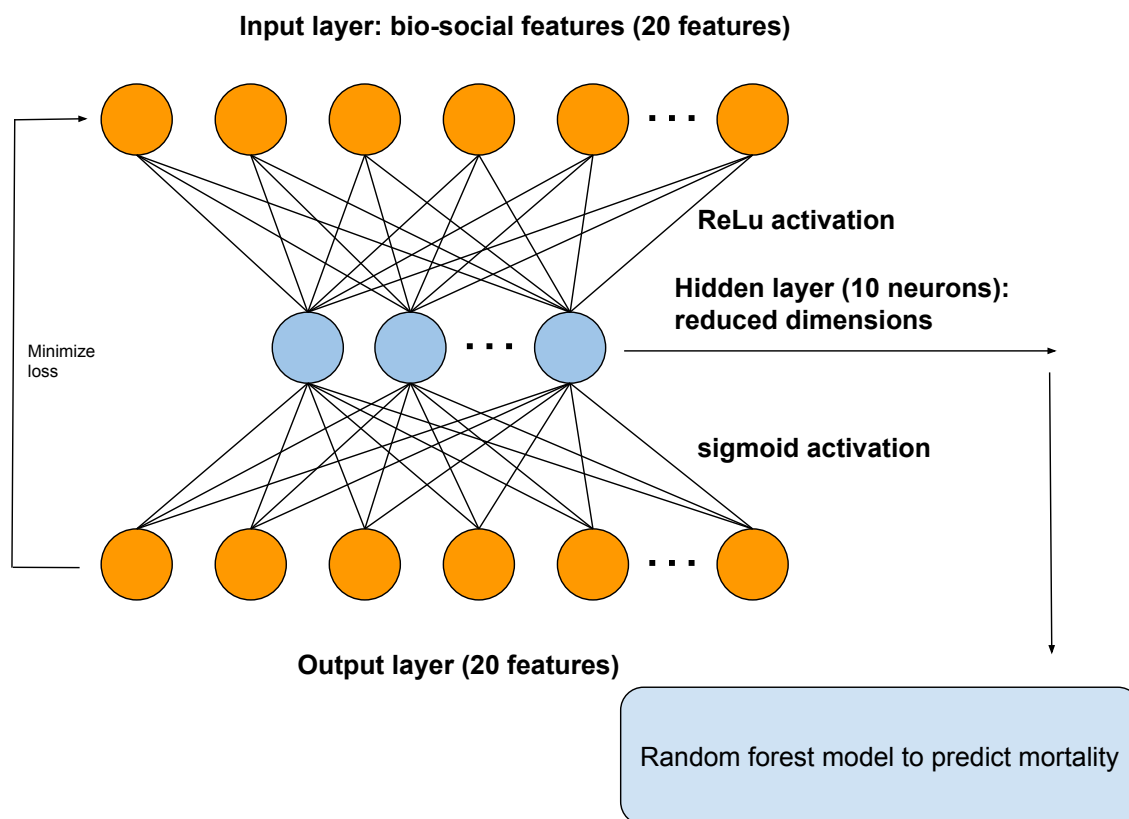 Input layer: bio-social features (20 features)
ReLu activation
Hidden layer (10 neurons):
reduced dimensions
Minimize
loss
sigmoid activation
Output layer (20 features)
Random forest model to predict mortality